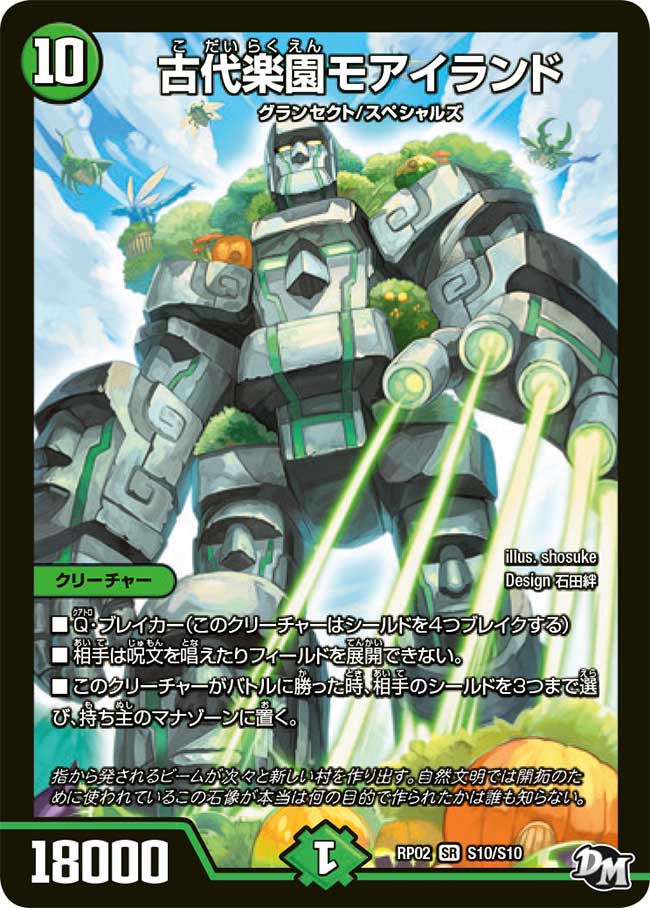 10
古代楽園モアイランド
グランセクト/スペシャルズ
illus. shosuke
Design 石田絆
クリーチャー
■Q・ブレイカー(このクリーチャーはシールドを4つブレイクする)
■相手は呪文を唱えたりフィールドを展開できない。
■このクリーチャーがバトルに勝った時、相手のシールドを3つまで選
び、持ち主のマナゾーンに置く。
指から発されるビームが次々と新しい村を作り出す。自然文明では開拓のた
めに使われているこの石像が本当は何の目的で作られたかは誰も知らない。
18000
1
RP02 SR S10/S10
DM